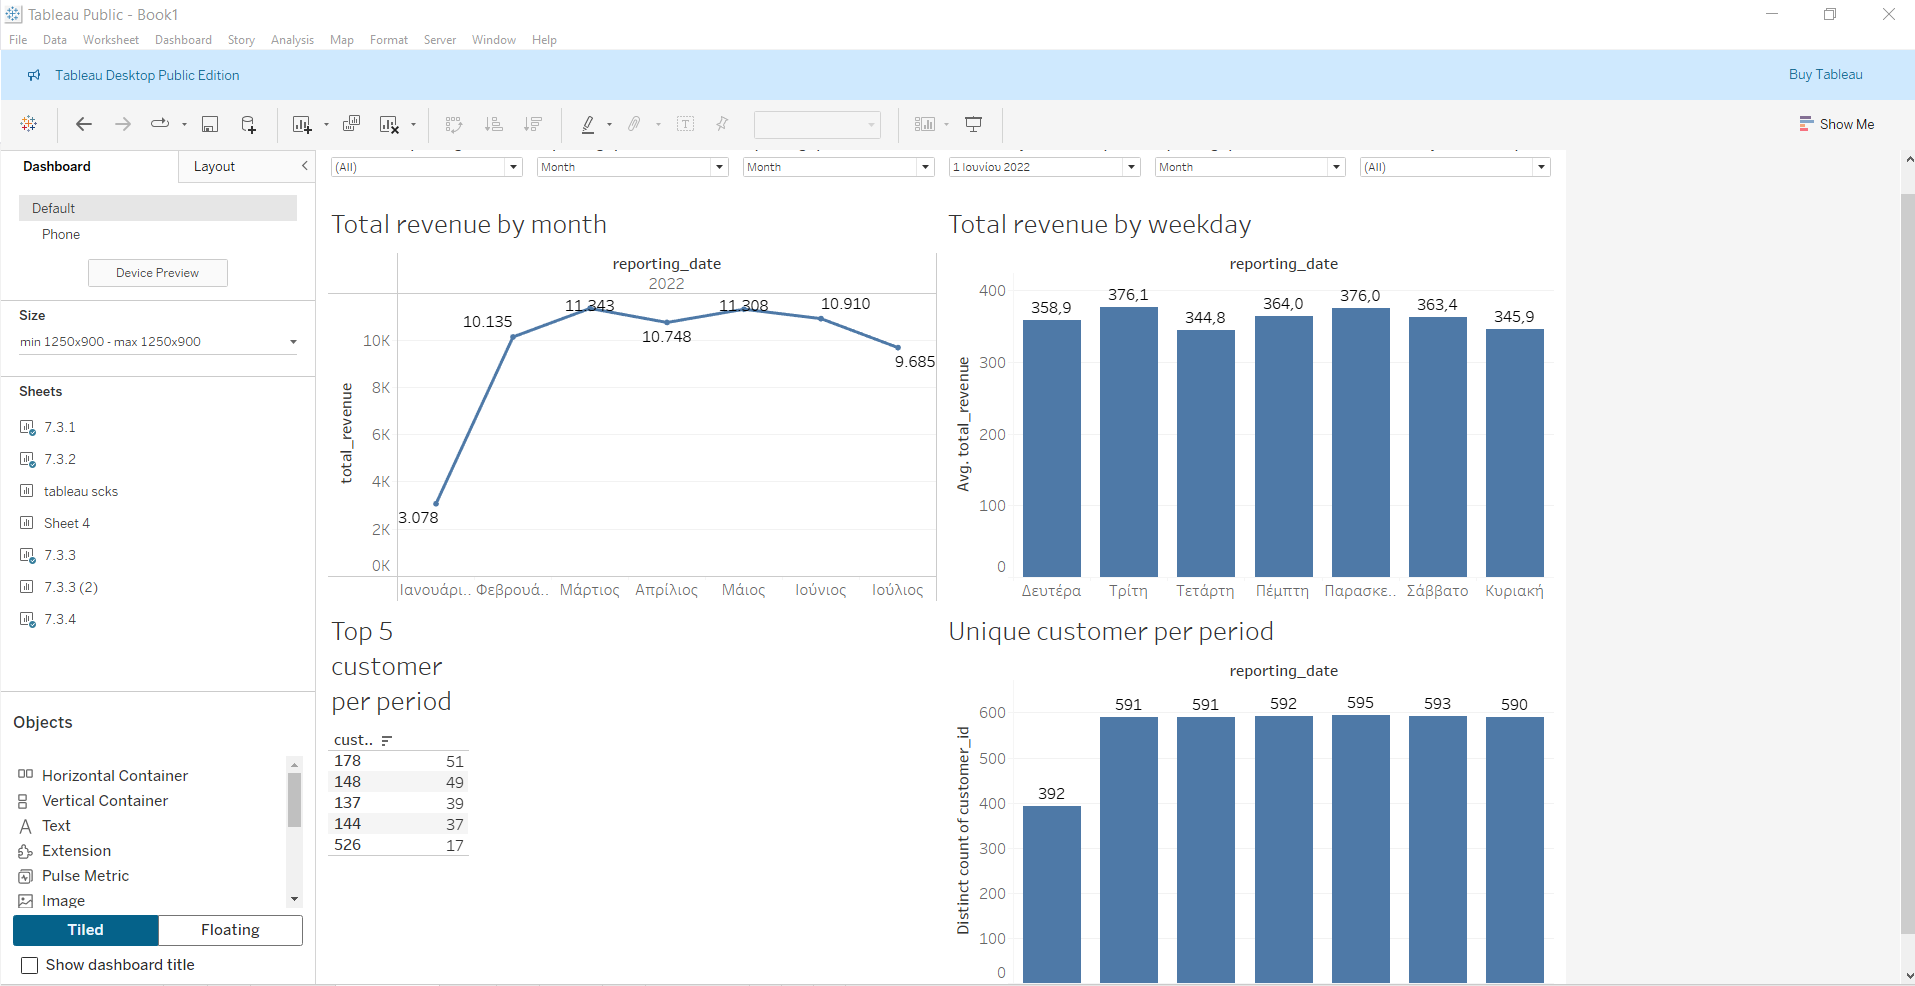 Tableau Public - Book1
File Data Worksheet Dashboard Story Analysis Map Format Server Window Help
Tableau Desktop Public Edition
Buy Tableau
Show Me
Dashboard
Layout
Default
Phone
Device Preview
Size
min 1250x900 - max 1250x900
Sheets
7.3.1
7.3.2
tableau scks
Sheet 4
7.3.3
7.3.3 (2)
7.3.4
Objects
Horizontal Container
Vertical Container
Text
Extension
Pulse Metric
Image
Tiled
Floating
Show dashboard title
(All)
Month
Month
1 Ιουνίου 2022
Month
(All)
Total revenue by month
reporting_date
2022
total_revenue
10K
8K
6K
4K
2K
0K
3.078
10.135
11.343
10.748
11.308
10.910
9.685
Ιανουάρι.. Φεβρουά.. Μάρτιος Απρίλιος Μάιος Ιούνιος Ιούλιος
Total revenue by weekday
reporting_date
Avg. total_revenue
400
300
200
100
0
358,9
376,1
344,8
364,0
376,0
363,4
345,9
Δευτέρα Τρίτη Τετάρτη Πέμπτη Παρασκε.. Σάββατο Κυριακή
Top 5
customer
per period
cust..
178 51
148 49
137 39
144 37
526 17
Unique customer per period
reporting_date
Distinct count of customer_id
600
500
400
300
200
100
0
392
591
591
592
595
593
590